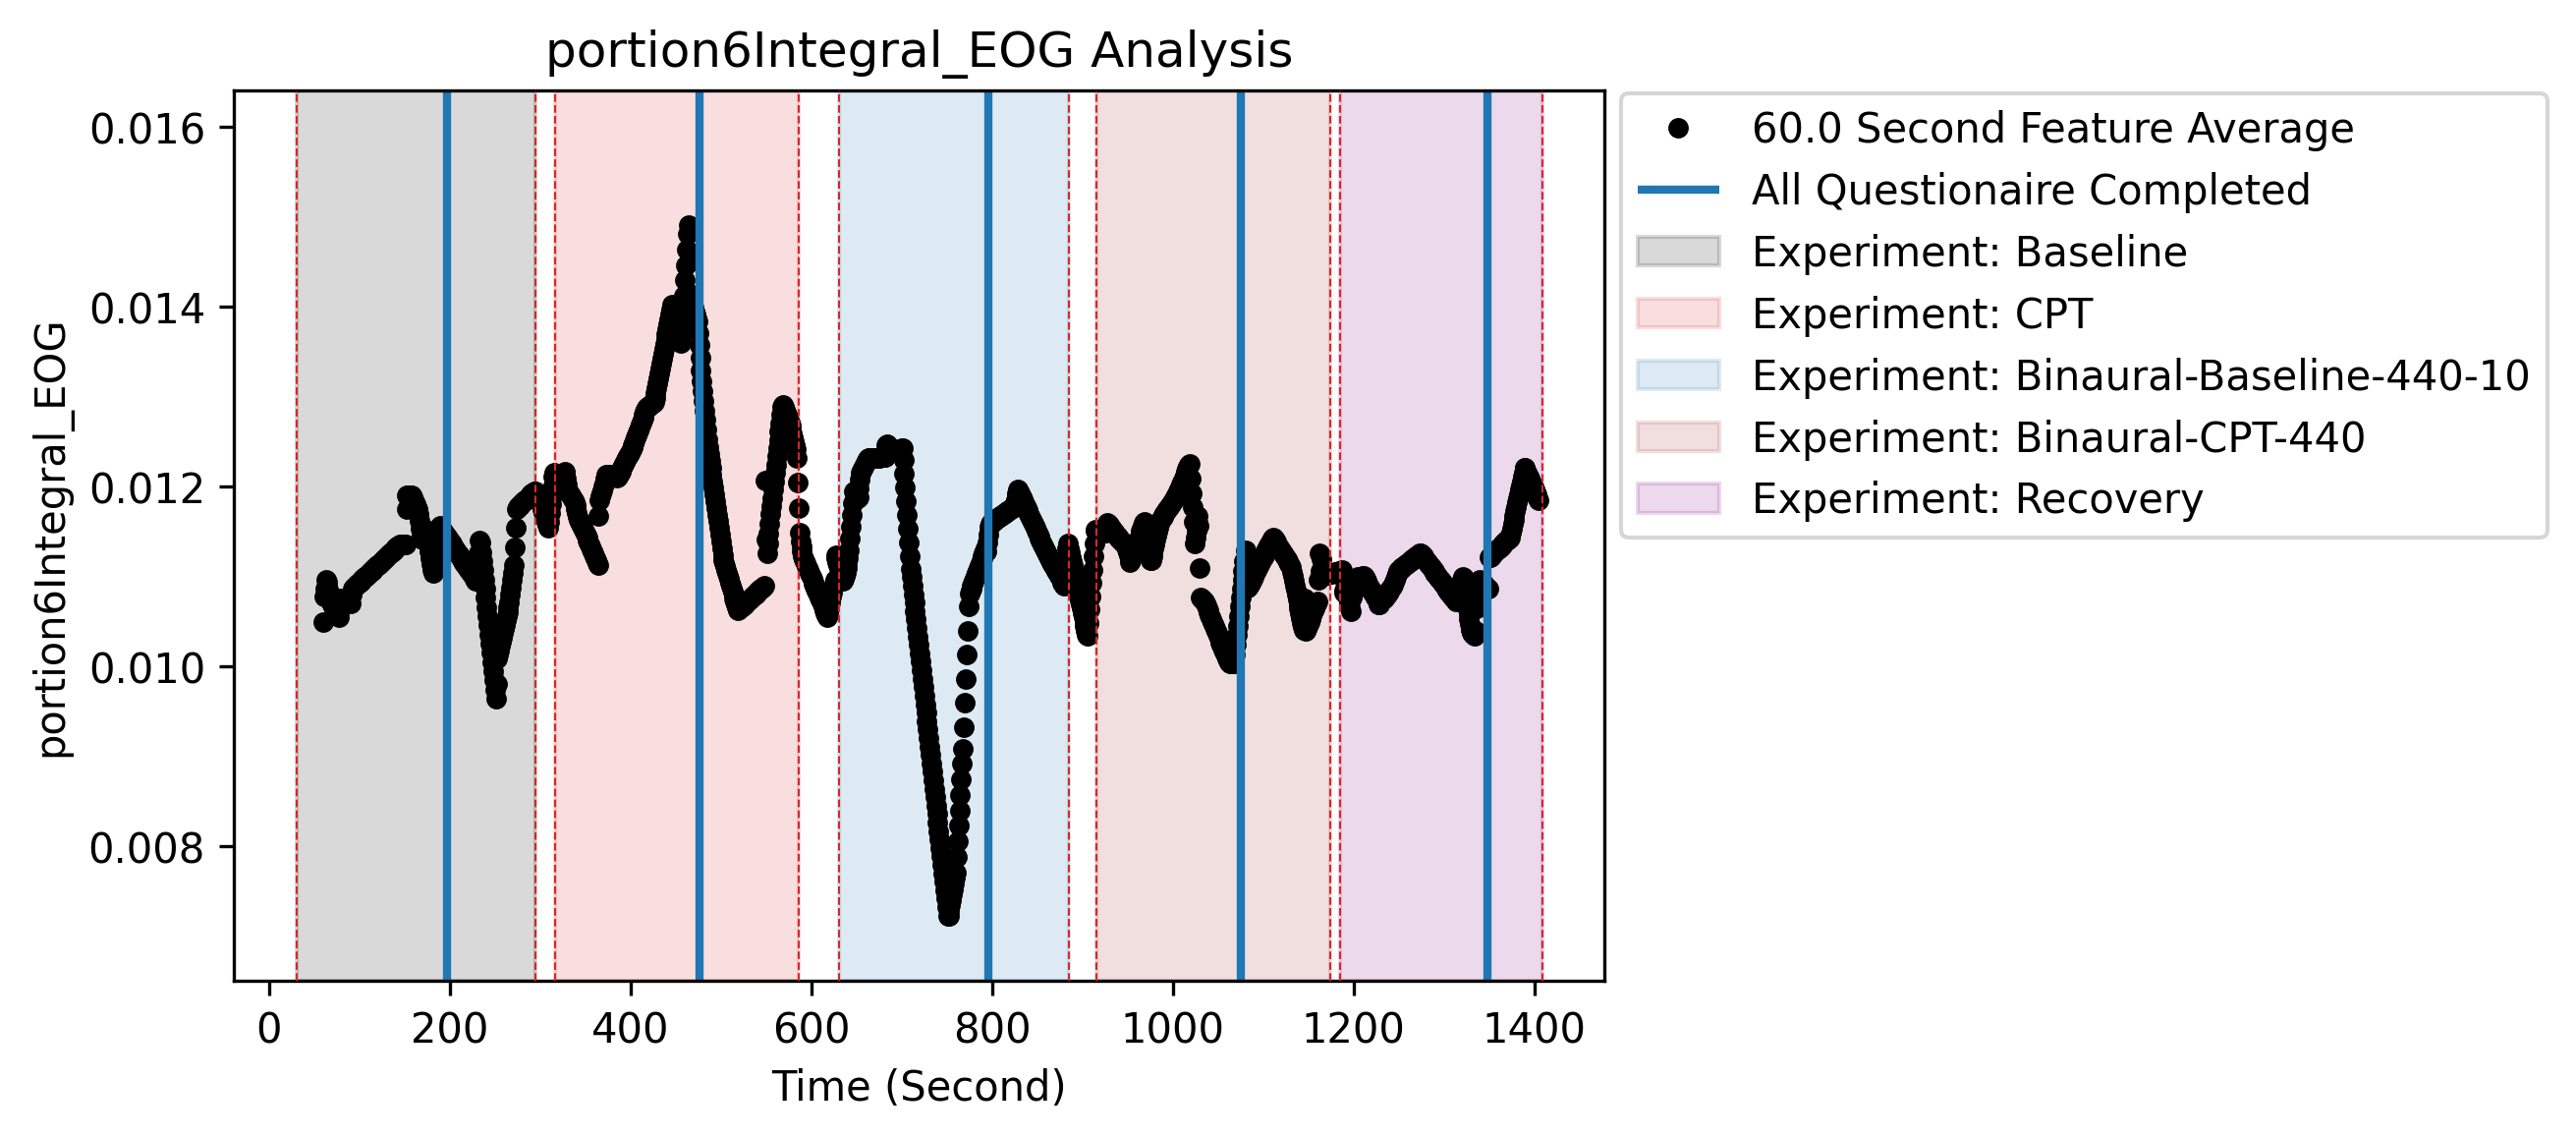 portion6Integral_EOG Analysis
0.016
0.014
0.012
0.010
0.008
portion6Integral_EOG
0 200 400 600 800 1000 1200 1400
Time (Second)
60.0 Second Feature Average
All Questionaire Completed
Experiment: Baseline
Experiment: CPT
Experiment: Binaural-Baseline-440-10
Experiment: Binaural-CPT-440
Experiment: Recovery